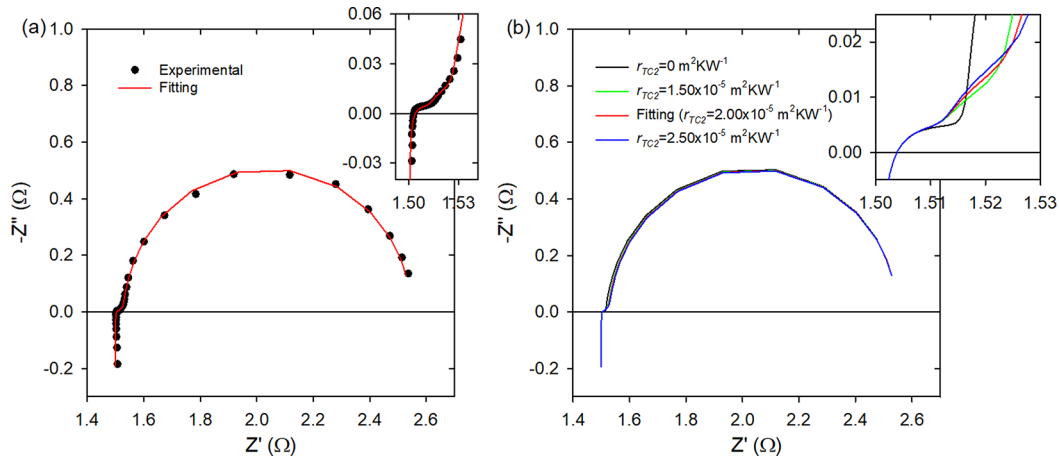 (a)
1.0
0.8
0.6
0.4
0.2
0.0
-0.2
-Z'' (Ω)
1.4 1.6 1.8 2.0 2.2 2.4 2.6
Z' (Ω)
Experimental
Fitting
0.06
0.03
0.00
-0.03
1.50 1.53
(b)
1.0
0.8
0.6
0.4
0.2
0.0
-0.2
-Z'' (Ω)
1.4 1.6 1.8 2.0 2.2 2.4 2.6
Z' (Ω)
rTC2=0 m²KW⁻¹
rTC2=1.50x10⁻⁵ m²KW⁻¹
Fitting (rTC2=2.00x10⁻⁵ m²KW⁻¹)
rTC2=2.50x10⁻⁵ m²KW⁻¹
0.02
0.01
0.00
1.50 1.51 1.52 1.53